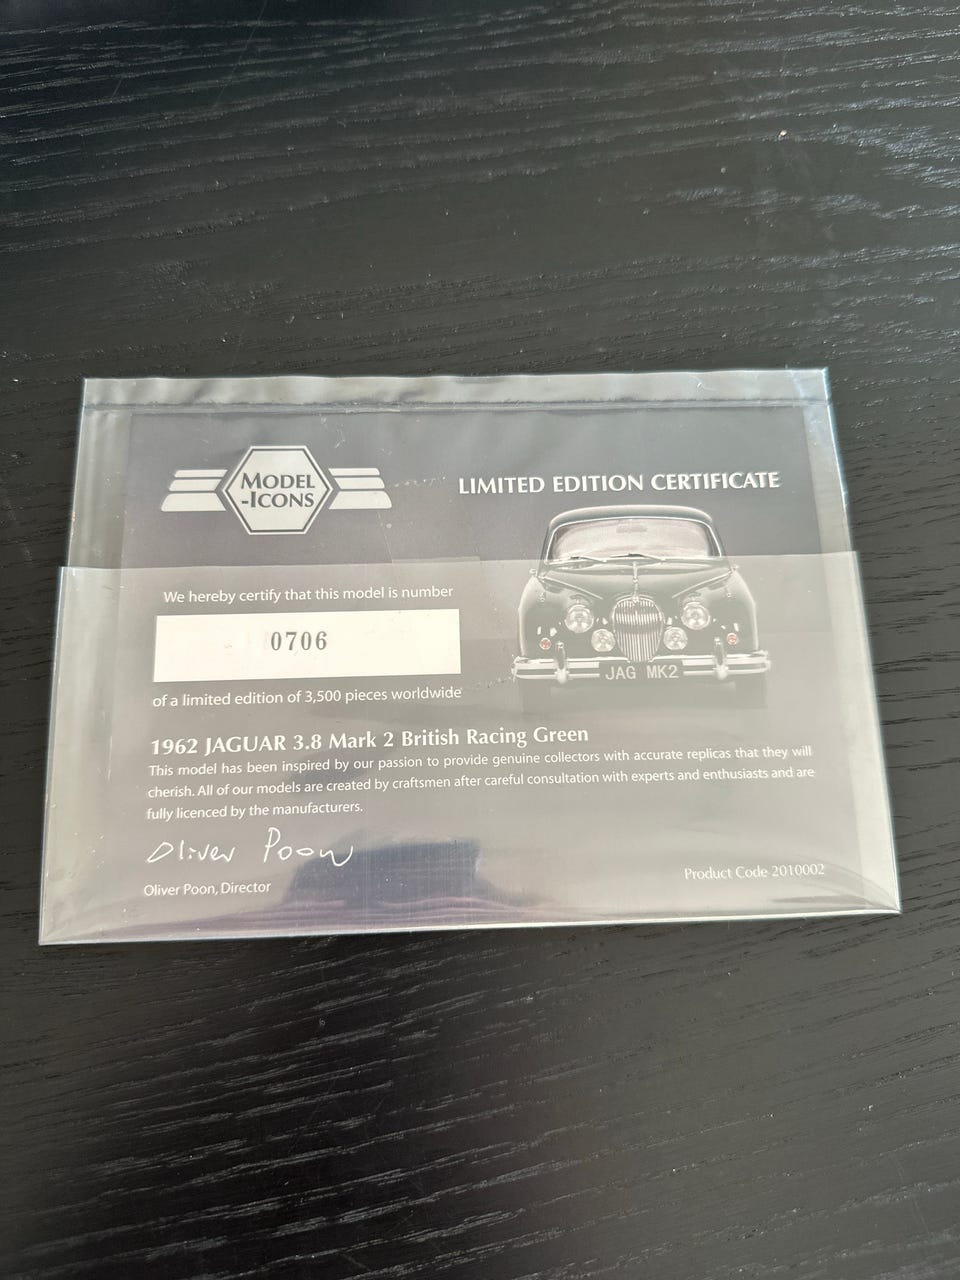 MODEL
-ICONS
LIMITED EDITION CERTIFICATE
We hereby certify that this model is number
0706
of a limited edition of 3,500 pieces worldwide
JAG MK2
1962 JAGUAR 3.8 Mark 2 British Racing Green
This model has been inspired by our passion to provide genuine collectors with accurate replicas that they will
cherish. All of our models are created by craftsmen after careful consultation with experts and enthusiasts and are
fully licenced by the manufacturers.
Oliver Poon
Oliver Poon, Director
Product Code 2010002